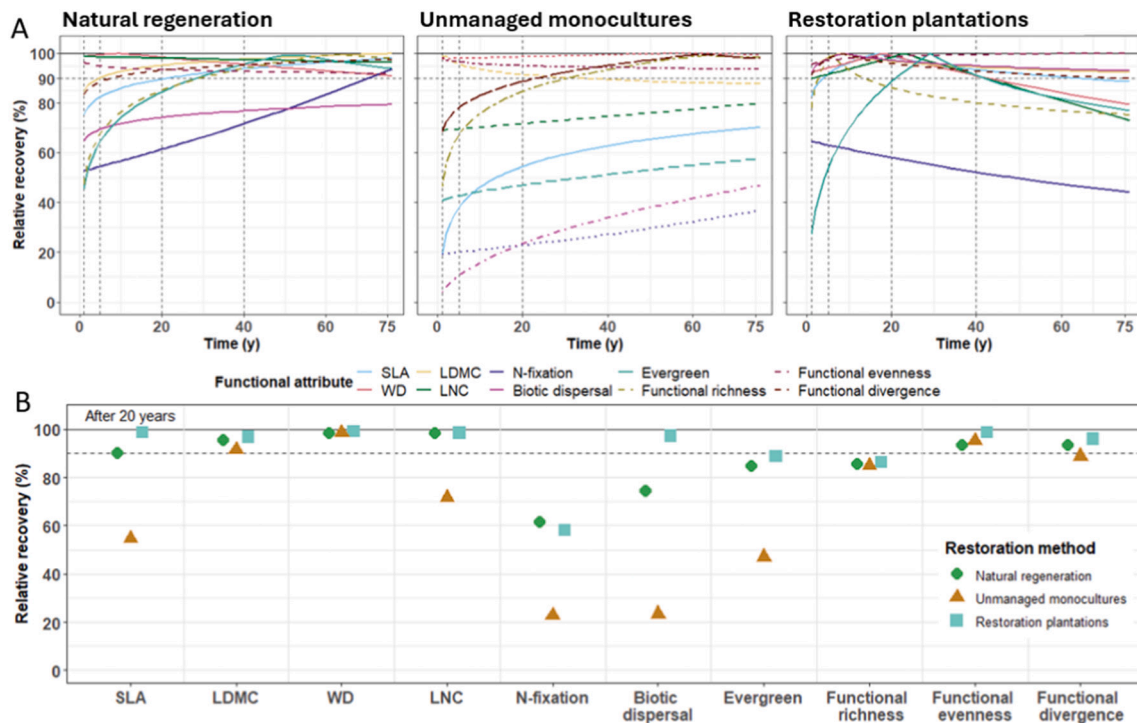 A
Natural regeneration
Unmanaged monocultures
Restoration plantations
Relative recovery (%)
100
90
80
60
40
20
0
0 20 40 60 75
0 20 40 60 75
0 20 40 60 75
Time (y)
Time (y)
Time (y)
Functional attribute
SLA LDMC N-fixation Evergreen Functional evenness
WD LNC Biotic dispersal Functional richness Functional divergence
B
After 20 years
Relative recovery (%)
100
80
60
40
20
0
Restoration method
Natural regeneration
Unmanaged monocultures
Restoration plantations
SLA LDMC WD LNC N-fixation Biotic dispersal Evergreen Functional richness Functional evenness Functional divergence